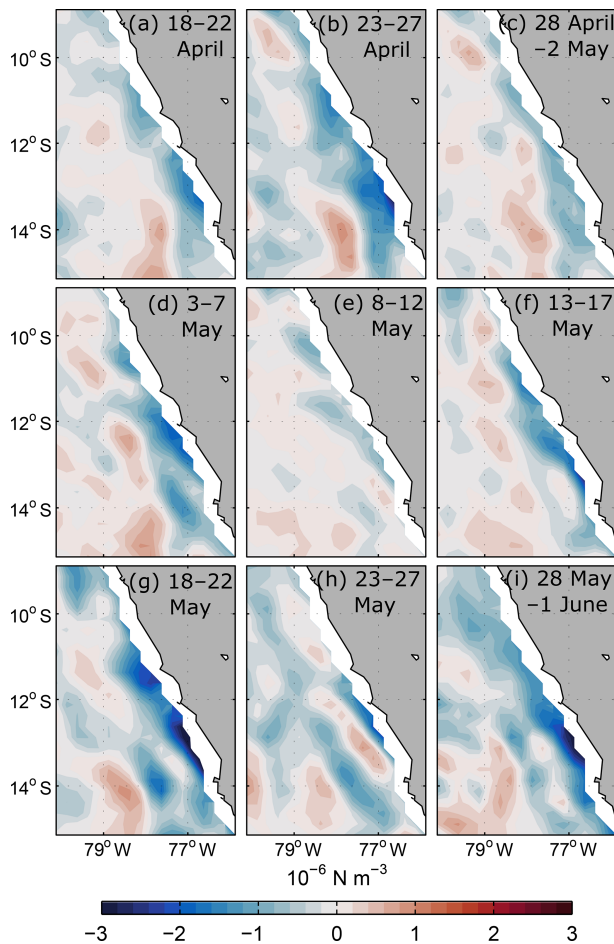 (a) 18–22
April
(b) 23–27
April
(c) 28 April
–2 May
10° S
12° S
14° S
(d) 3–7
May
(e) 8–12
May
(f) 13–17
May
10° S
12° S
14° S
(g) 18–22
May
(h) 23–27
May
(i) 28 May
–1 June
10° S
12° S
14° S
79°W 77°W 79°W 77°W 79°W 77°W
10⁻⁶ N m⁻³
−3 −2 −1 0 1 2 3